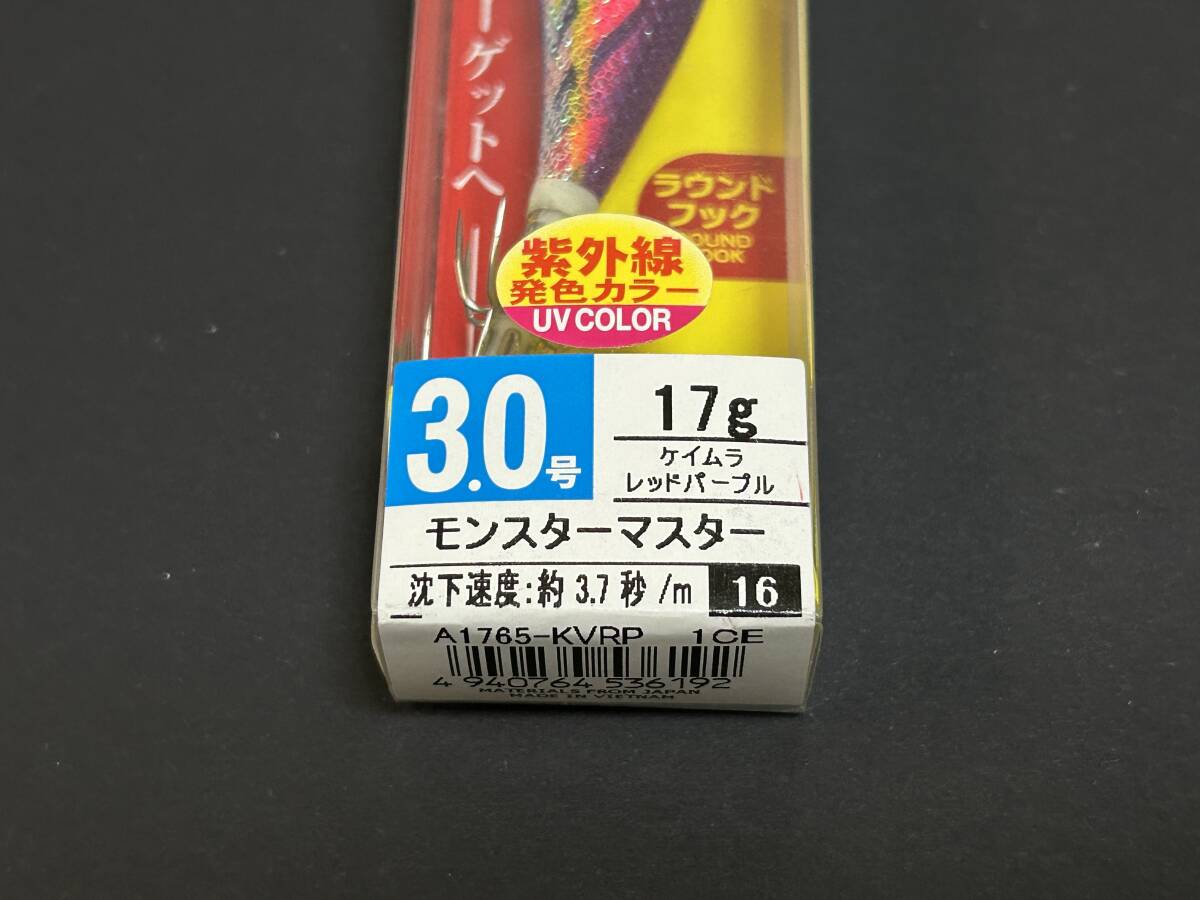 ーゲットへ
ラウンド
フック
ROUND
HOOK
紫外線
発色カラー
UV COLOR
3.0号
17g
ケイムラ
レッドパープル
モンスターマスター
沈下速度:約3.7秒/m 16
A1765-KVRP 1CE
4 940764 536192
MATERIALS FROM JAPAN
MADE IN VIETNAM